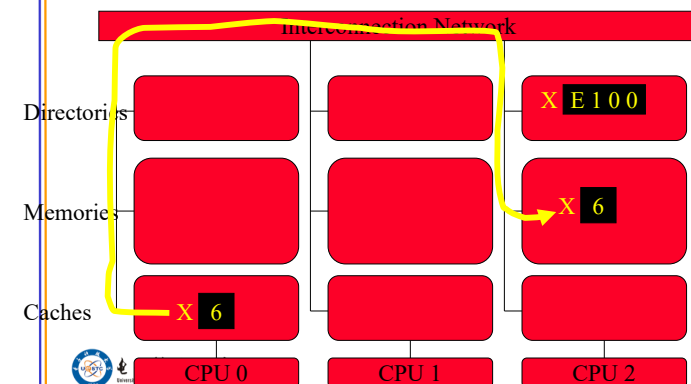 Interconnection Network
Directories
X E 1 0 0
Memories
X 6
Caches
X 6
CPU 0
CPU 1
CPU 2